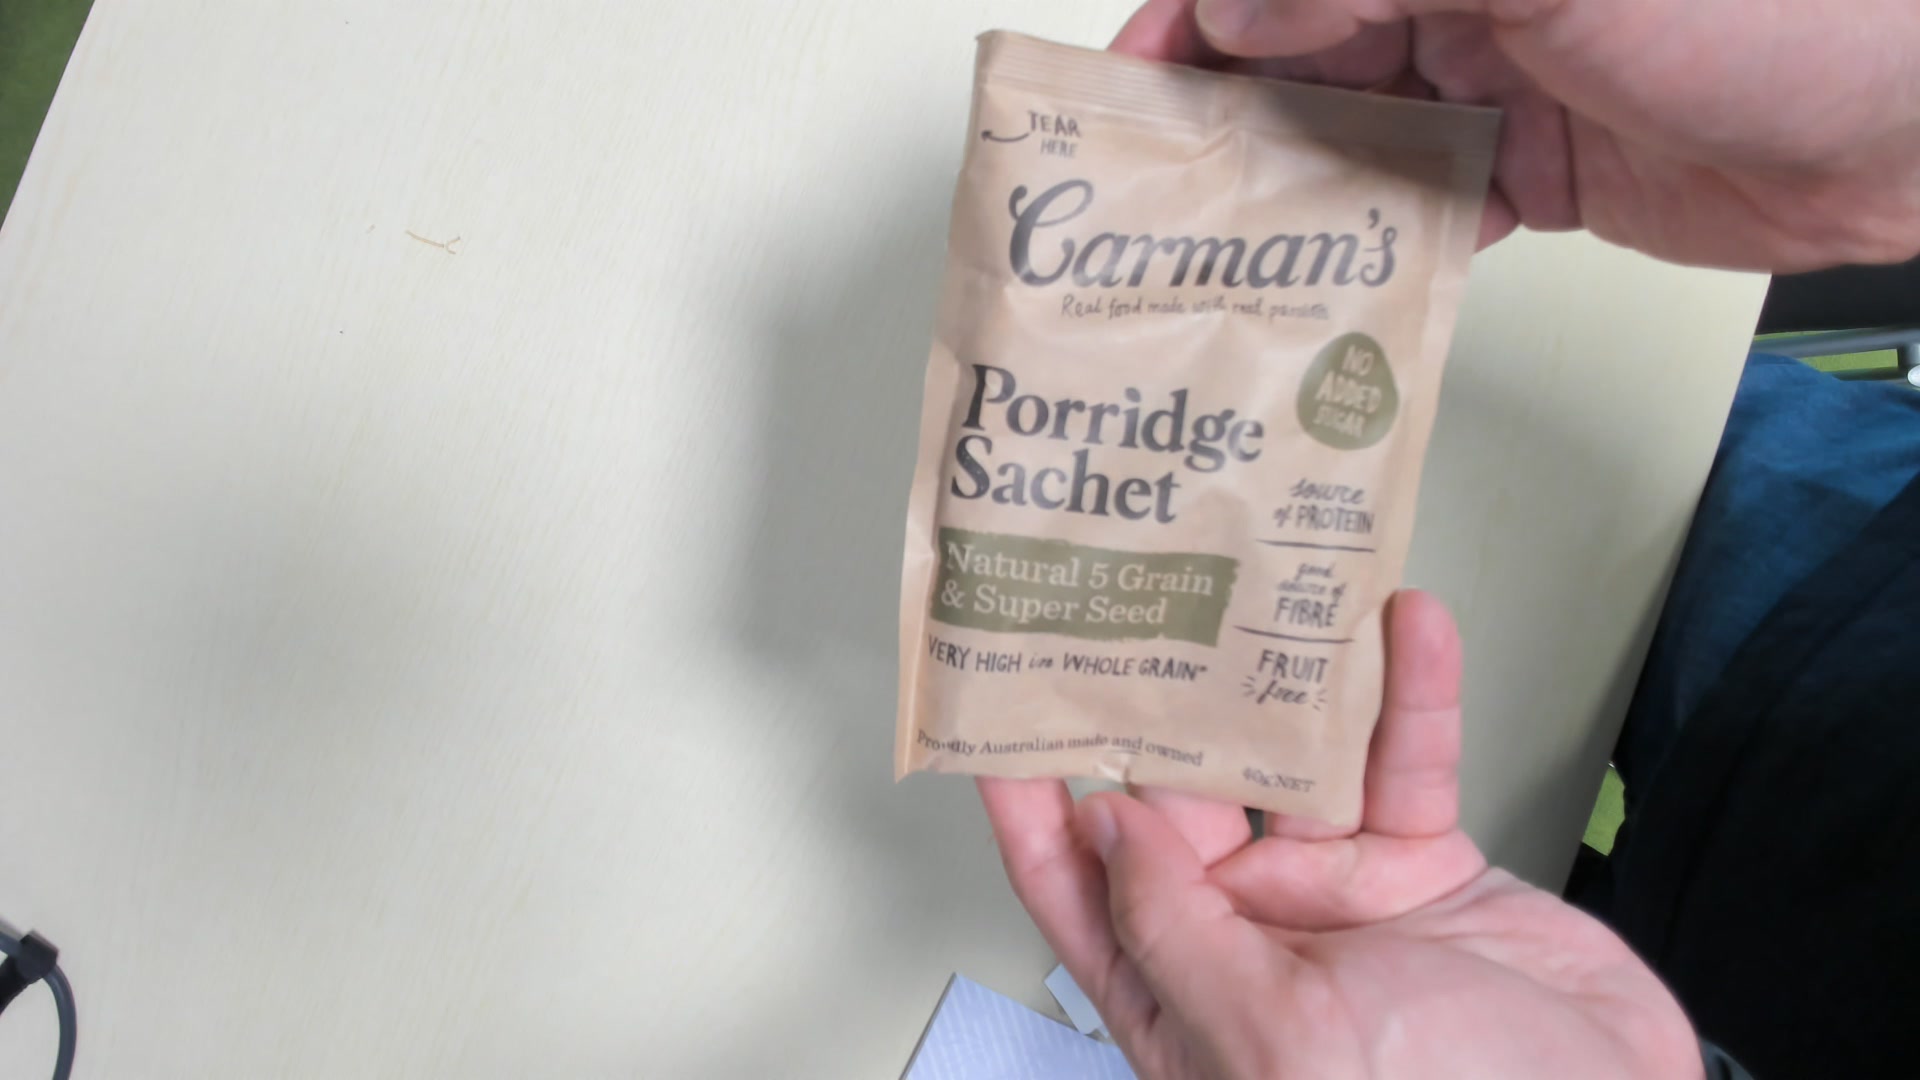 TEAR
HERE
Carman's
Real food made with real passion
NO
ADDED
SUGAR
Porridge
Sachet
source
of PROTEIN
good
source of
FIBRE
Natural 5 Grain
& Super Seed
VERY HIGH in WHOLE GRAIN
FRUIT
free
Proudly Australian made and owned
40g NET